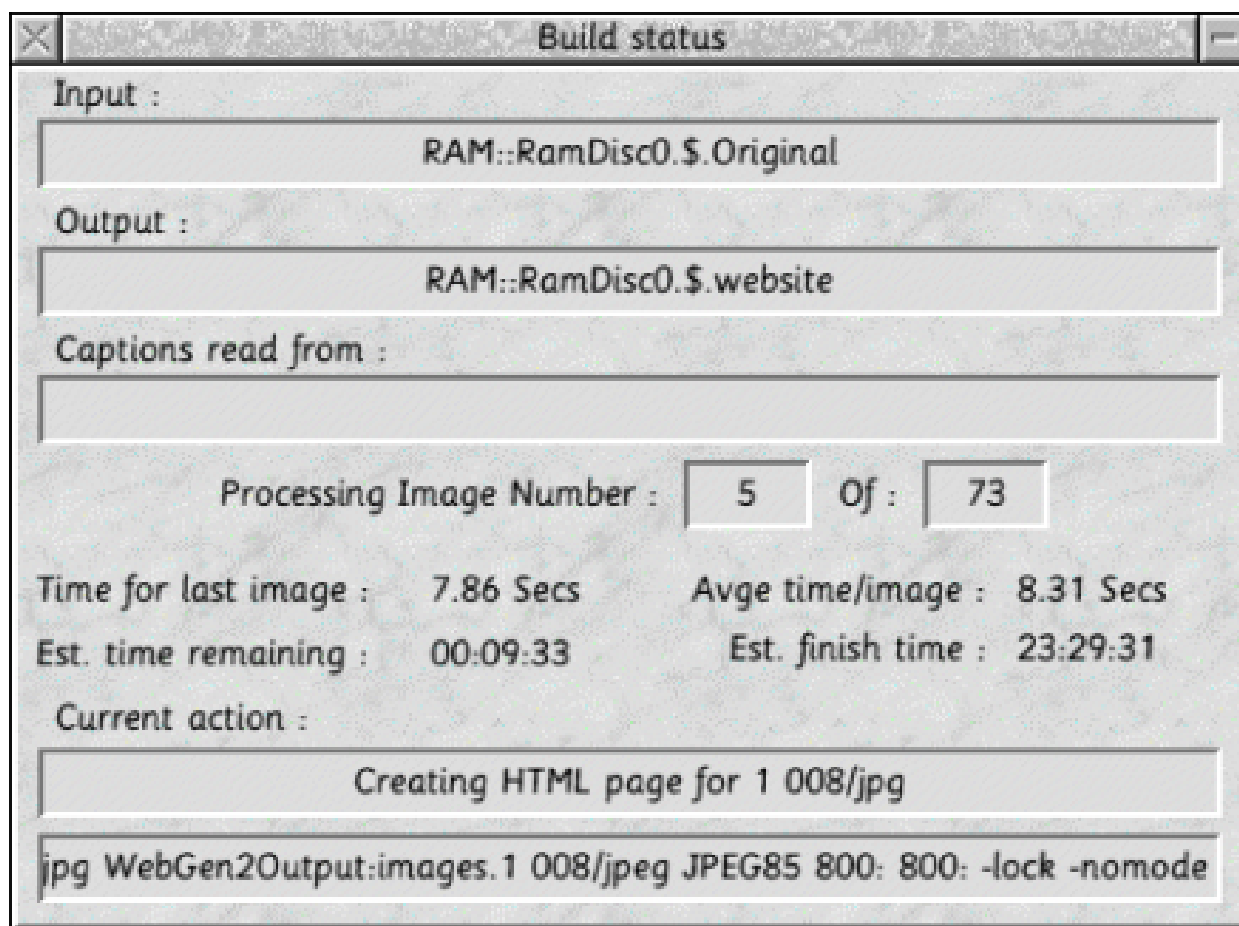 Build status
Input :
RAM::RamDisc0.$.Original
Output :
RAM::RamDisc0.$.website
Captions read from :
Processing Image Number : 5 Of : 73
Time for last image : 7.86 Secs Avge time/image : 8.31 Secs
Est. time remaining : 00:09:33 Est. finish time : 23:29:31
Current action :
Creating HTML page for 1 008/jpg
jpg WebGen2Output:images.1 008/jpeg JPEG85 800: 800: -lock -nomode